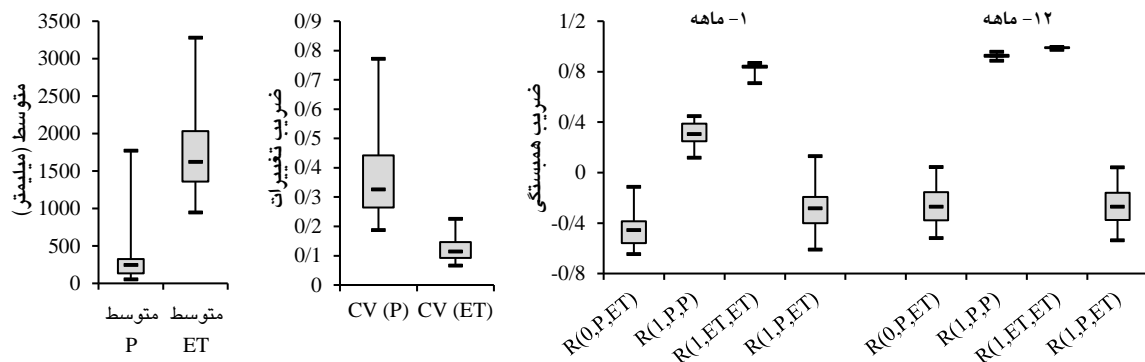 متوسط (میلیمتر)
3500
3000
2500
2000
1500
1000
500
0
متوسط متوسط
P ET
ضریب تغییرات
0/9
0/8
0/7
0/6
0/5
0/4
0/3
0/2
0/1
0
CV (P) CV (ET)
ضریب همبستگی
1/2
0/8
0/4
0
-0/4
-0/8
۱- ماهه
۱۲- ماهه
R(0,P,ET)
R(1,P,P)
R(1,ET,ET)
R(1,P,ET)
R(0,P,ET)
R(1,P,P)
R(1,ET,ET)
R(1,P,ET)